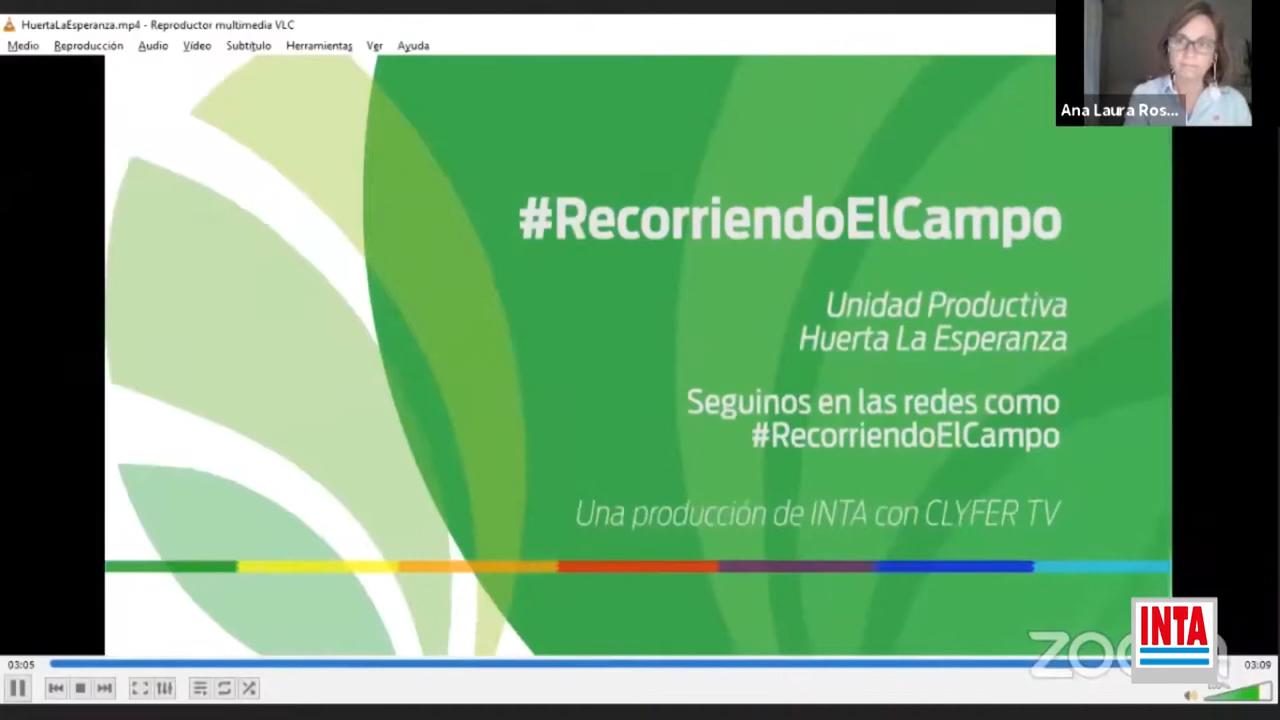 HuertaLaEsperanza.mp4 - Reproductor multimedia VLC
Medio Reproducción Audio Vídeo Subtítulo Herramientas Ver Ayuda
Ana Laura Ros...
#RecorriendoElCampo
Unidad Productiva
Huerta La Esperanza
Seguinos en las redes como
#RecorriendoElCampo
Una producción de INTA con CLYFER TV
INTA
03:05
03:09